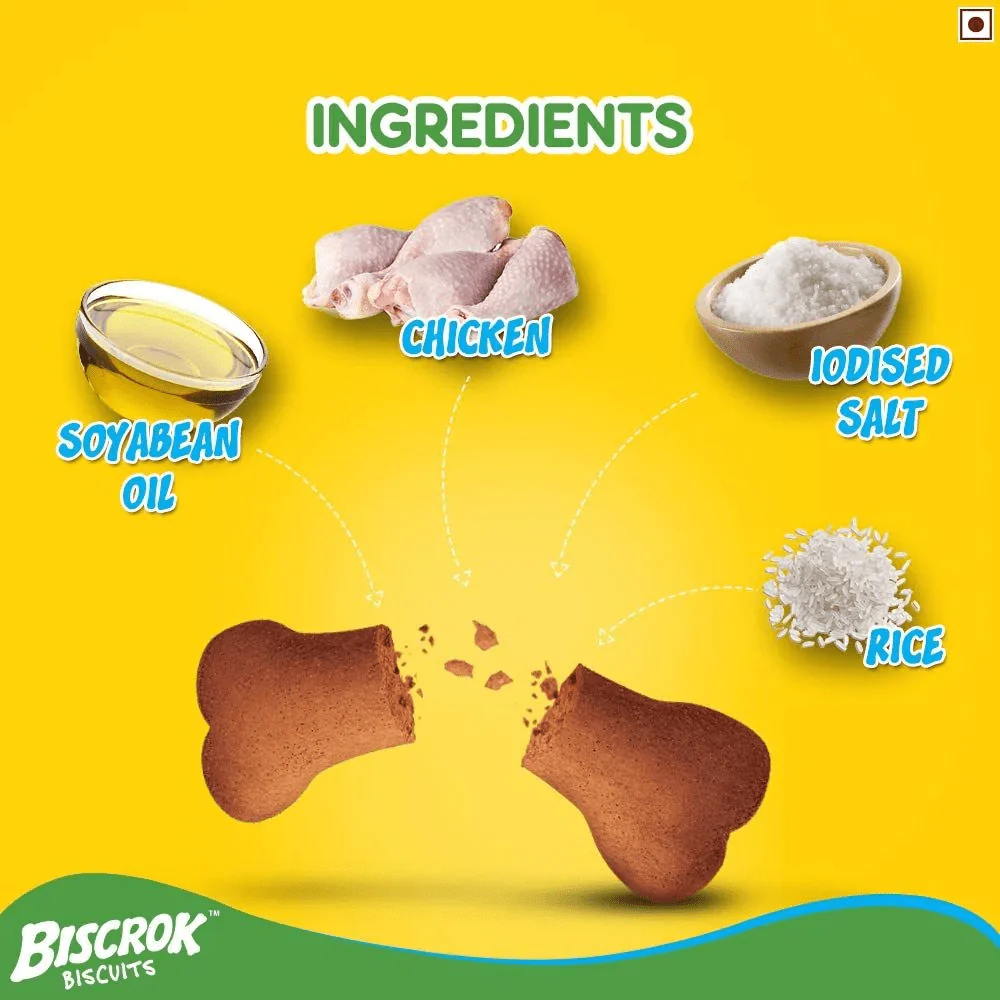 INGREDIENTS
CHICKEN
IODISED
SALT
SOYABEAN
OIL
RICE
BISCROK™
BISCUITS